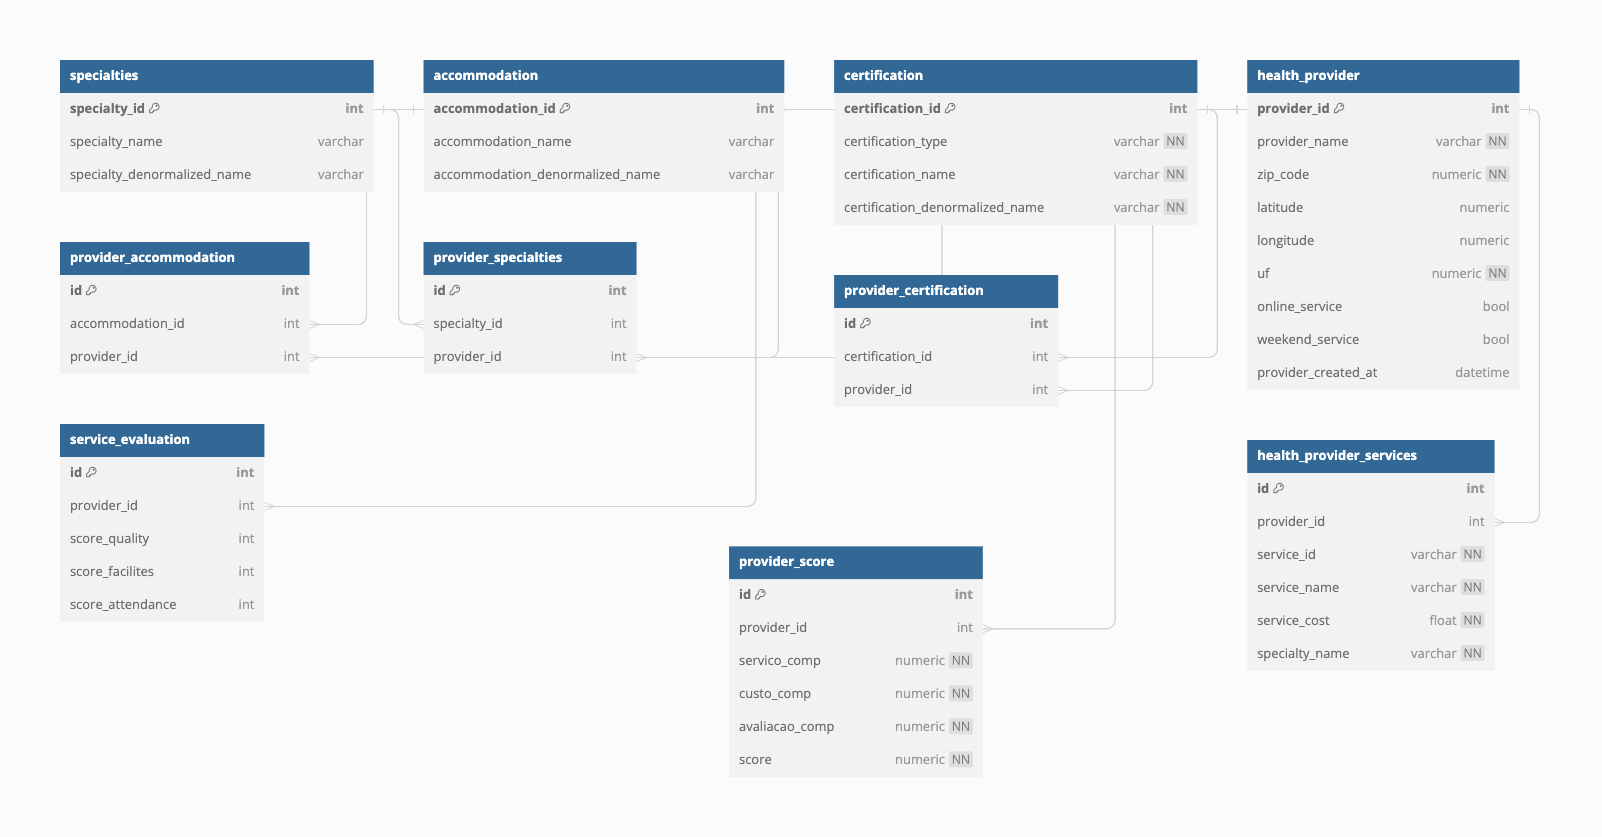 specialties
specialty_id int
specialty_name varchar
specialty_denormalized_name varchar
accommodation
accommodation_id int
accommodation_name varchar
accommodation_denormalized_name varchar
certification
certification_id int
certification_type varchar NN
certification_name varchar NN
certification_denormalized_name varchar NN
health_provider
provider_id int
provider_name varchar NN
zip_code numeric NN
latitude numeric
longitude numeric
uf numeric NN
online_service bool
weekend_service bool
provider_created_at datetime
provider_accommodation
id int
accommodation_id int
provider_id int
provider_specialties
id int
specialty_id int
provider_id int
provider_certification
id int
certification_id int
provider_id int
service_evaluation
id int
provider_id int
score_quality int
score_facilites int
score_attendance int
health_provider_services
id int
provider_id int
service_id varchar NN
service_name varchar NN
service_cost float NN
specialty_name varchar NN
provider_score
id int
provider_id int
servico_comp numeric NN
custo_comp numeric NN
avaliacao_comp numeric NN
score numeric NN